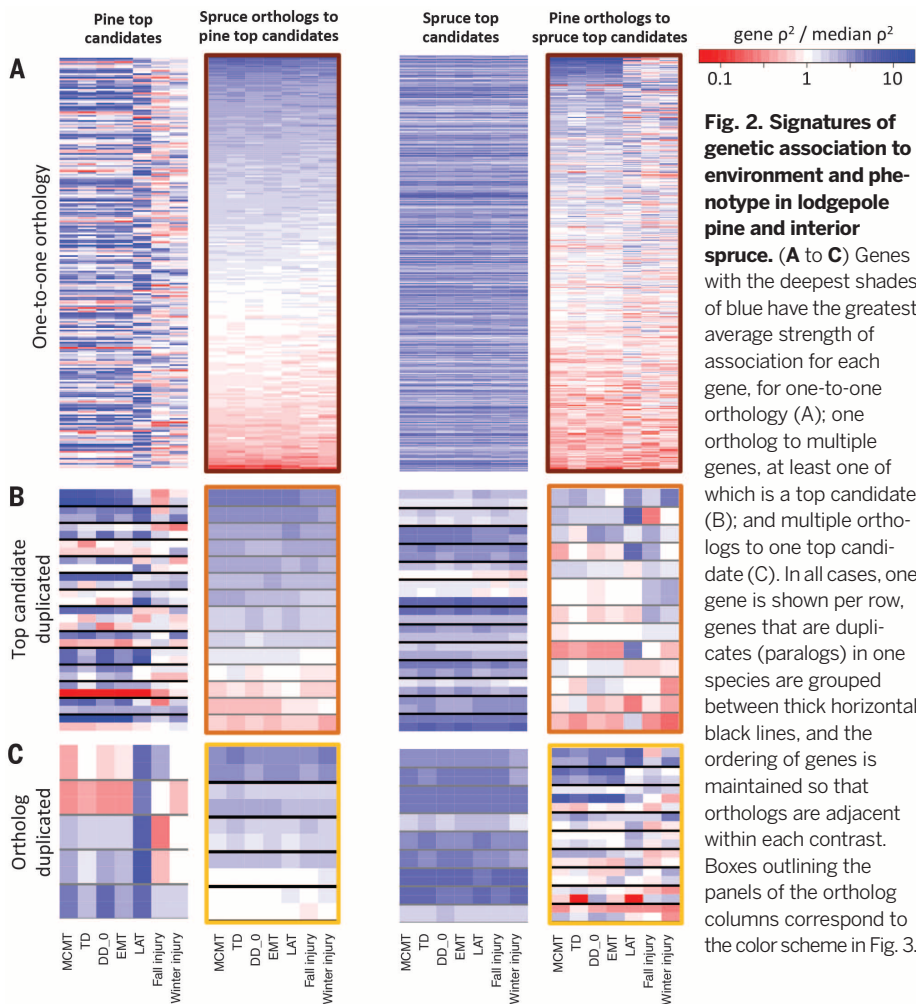 Pine top
candidates
Spruce orthologs to
pine top candidates
Spruce top
candidates
Pine orthologs to
spruce top candidates
gene ρ² / median ρ²
0.1 1 10
A
One-to-one orthology
B
Top candidate
duplicated
C
Ortholog
duplicated
MCMT
TD
DD_0
EMT
LAT
Fall injury
Winter injury
MCMT
TD
DD_0
EMT
LAT
Fall injury
Winter injury
MCMT
TD
DD_0
EMT
LAT
Fall injury
Winter injury
MCMT
TD
DD_0
EMT
LAT
Fall injury
Winter injury
Fig. 2. Signatures of
genetic association to
environment and phe-
notype in lodgepole
pine and interior
spruce. (A to C) Genes
with the deepest shades
of blue have the greatest
average strength of
association for each
gene, for one-to-one
orthology (A); one
ortholog to multiple
genes, at least one of
which is a top candidate
(B); and multiple ortho-
logs to one top candi-
date (C). In all cases, one
gene is shown per row,
genes that are dupli-
cates (paralogs) in one
species are grouped
between thick horizontal
black lines, and the
ordering of genes is
maintained so that
orthologs are adjacent
within each contrast.
Boxes outlining the
panels of the ortholog
columns correspond to
the color scheme in Fig. 3.